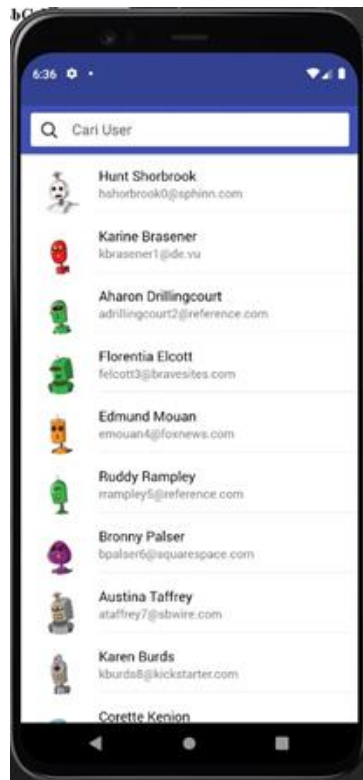 6:36
Cari User
Hunt Shorbrook
hshorbrook0@sphinn.com
Karine Brasener
kbrasener1@de.vu
Aharon Drillingcourt
adrillingcourt2@reference.com
Florentia Elcott
felcott3@bravesites.com
Edmund Mouan
emouan4@foxnews.com
Ruddy Rampley
rrampley5@reference.com
Bronny Palser
bpalser6@squarespace.com
Austina Taffrey
ataffrey7@sbwire.com
Karen Burds
kburds8@kickstarter.com
Corette Kenion